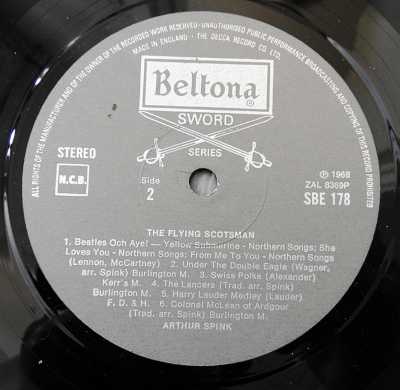 ALL RIGHTS OF THE MANUFACTURER AND OF THE OWNER OF THE RECORDED WORK RESERVED - UNAUTHORISED PUBLIC PERFORMANCE BROADCASTING AND COPYING OF THIS RECORD PROHIBITED
MADE IN ENGLAND · THE DECCA RECORD CO LTD.
Beltona ®
SWORD
SERIES
STEREO
N.C.B.
Side
2
℗ 1968
ZAL 8369P
SBE 178
THE FLYING SCOTSMAN
1. Beatles Och Aye! — Yellow Submarine - Northern Songs; She
Loves You - Northern Songs; From Me To You - Northern Songs
(Lennon, McCartney) 2. Under The Double Eagle (Wagner,
arr. Spink) Burlington M. 3. Swiss Polka (Alexander)
Kerr's M. 4. The Lancers (Trad. arr. Spink)
Burlington M. 5. Harry Lauder Medley (Lauder)
F. D. & H. 6. Colonel McLean of Ardgour
(Trad. arr. Spink) Burlington M.
ARTHUR SPINK